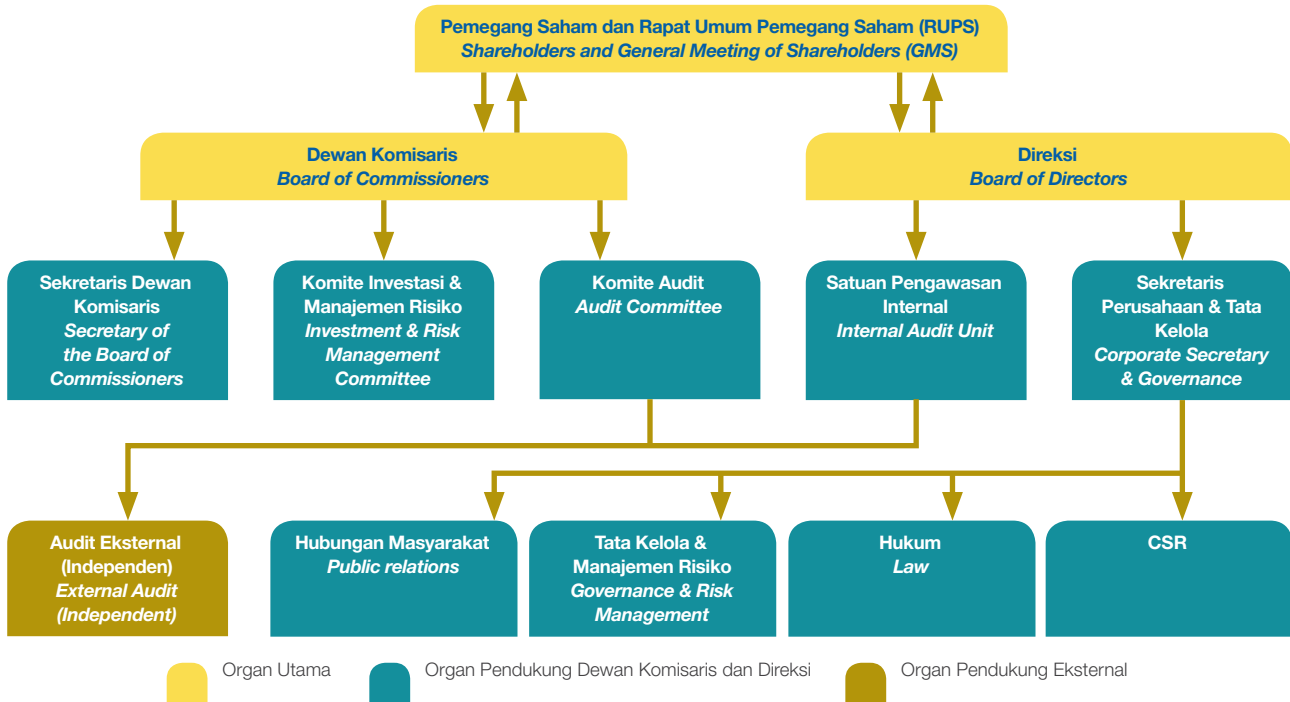 Pemegang Saham dan Rapat Umum Pemegang Saham (RUPS)
Shareholders and General Meeting of Shareholders (GMS)
Dewan Komisaris
Board of Commissioners
Direksi
Board of Directors
Sekretaris Dewan
Komisaris
Secretary of
the Board of
Commissioners
Komite Investasi &
Manajemen Risiko
Investment & Risk
Management
Committee
Komite Audit
Audit Committee
Satuan Pengawasan
Internal
Internal Audit Unit
Sekretaris
Perusahaan & Tata
Kelola
Corporate Secretary
& Governance
Audit Eksternal
(Independen)
External Audit
(Independent)
Hubungan Masyarakat
Public relations
Tata Kelola &
Manajemen Risiko
Governance & Risk
Management
Hukum
Law
CSR
Organ Utama
Organ Pendukung Dewan Komisaris dan Direksi
Organ Pendukung Eksternal